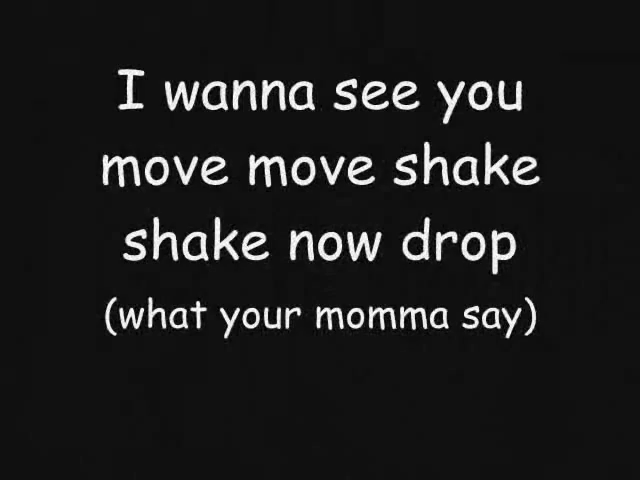 I wanna see you
move move shake
shake now drop
(what your momma say)